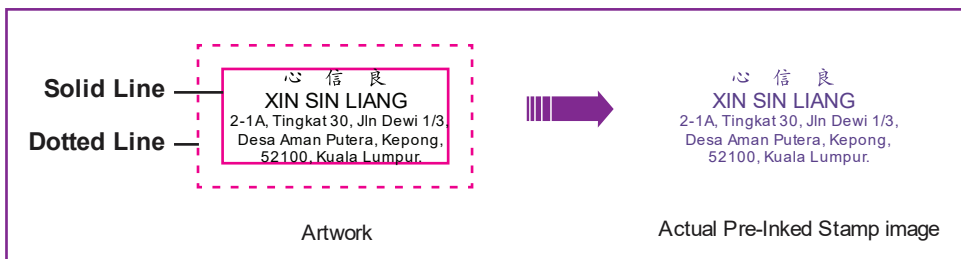 Solid Line
Dotted Line
心 信 良
XIN SIN LIANG
2-1A, Tingkat 30, Jln Dewi 1/3,
Desa Aman Putera, Kepong,
52100, Kuala Lumpur.
Artwork
心 信 良
XIN SIN LIANG
2-1A, Tingkat 30, Jln Dewi 1/3,
Desa Aman Putera, Kepong,
52100, Kuala Lumpur.
Actual Pre-Inked Stamp image